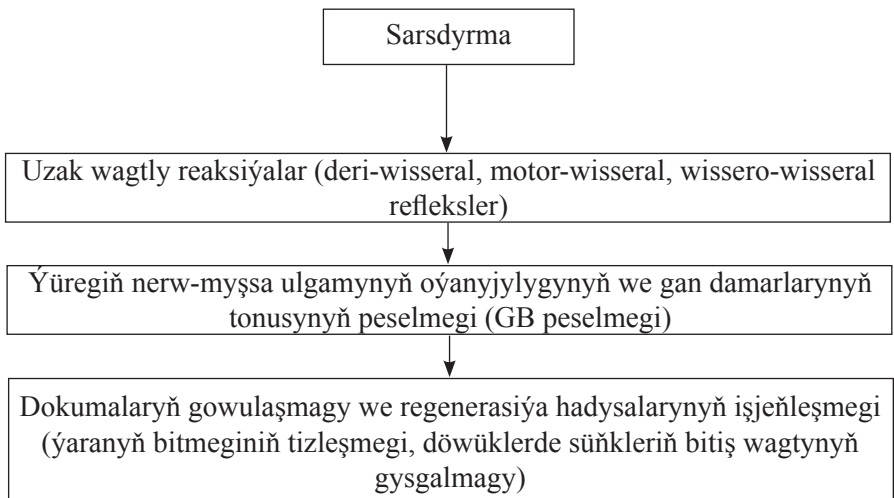 Sarsdyrma
Uzak wagtly reaksiýalar (deri-wisseral, motor-wisseral, wissero-wisseral
refleksler)
Ýüregiň nerw-myşsa ulgamynyň oýanyjylygynyň we gan damarlarynyň
tonusynyň peselmegi (GB peselmegi)
Dokumalaryň gowulaşmagy we regenerasiýa hadysalarynyň işjeňleşmegi
(ýaranyň bitmeginiň tizleşmegi, döwüklerde süňkleriň bitiş wagtynyň
gysgalmagy)